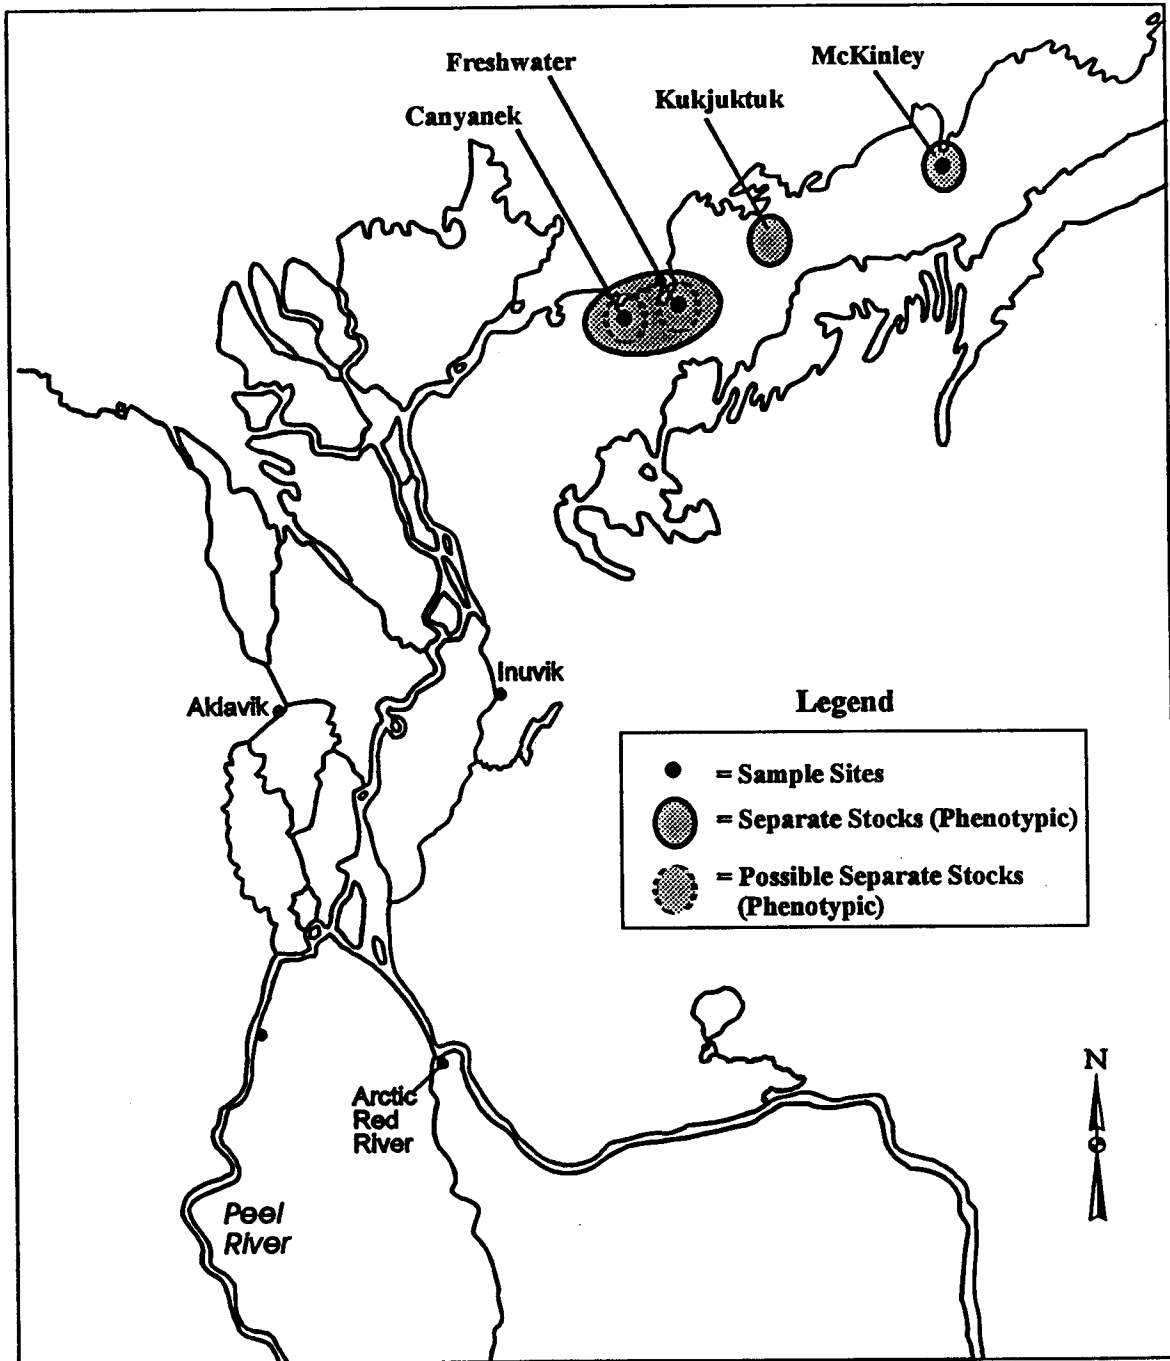 McKinley
Freshwater
Kukjuktuk
Canyanek
Inuvik
Aklavik
Legend
= Sample Sites
= Separate Stocks (Phenotypic)
= Possible Separate Stocks
(Phenotypic)
N
Arctic
Red
River
Peel
River